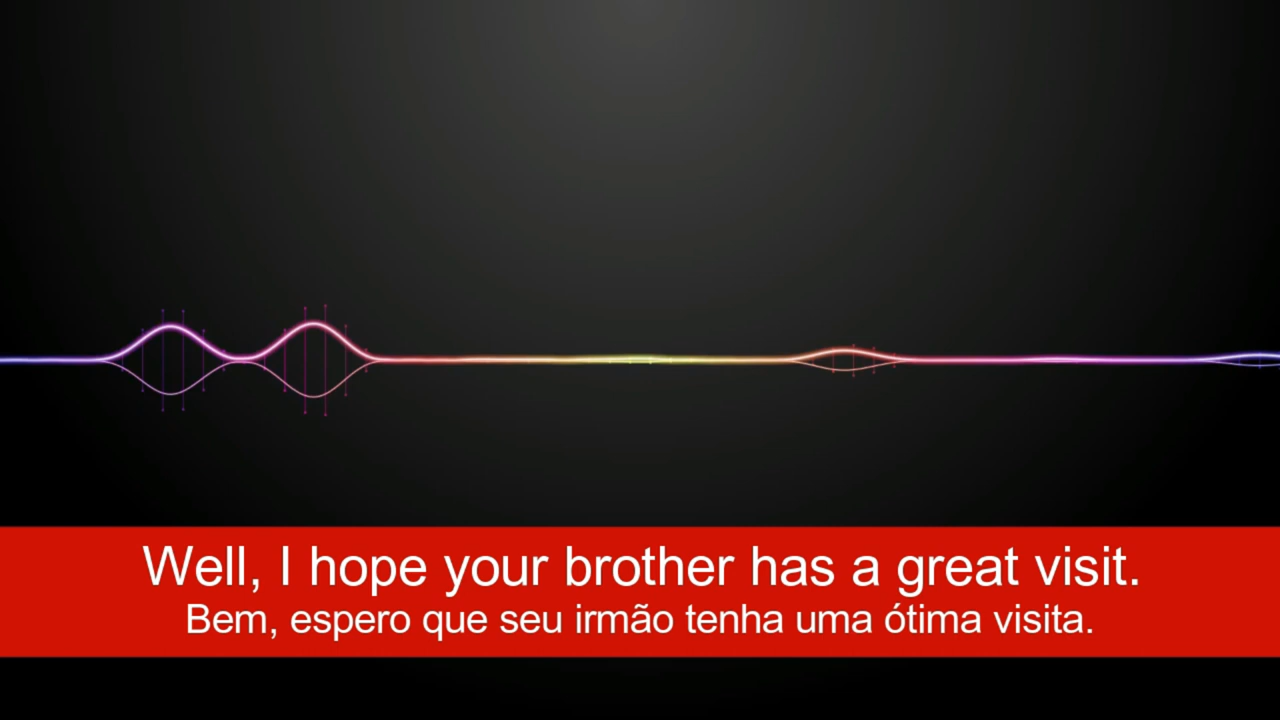 Well, I hope your brother has a great visit.
Bem, espero que seu irmão tenha uma ótima visita.